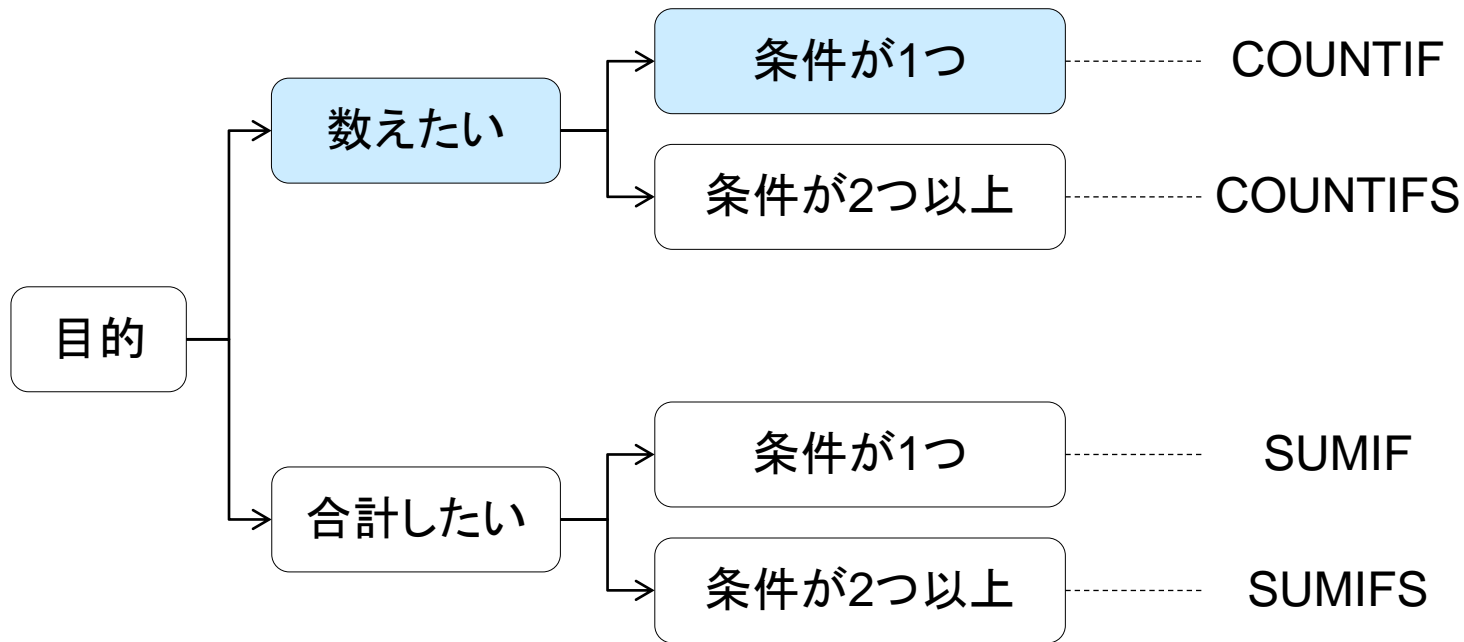 目的
数えたい
条件が1つ
COUNTIF
条件が2つ以上
COUNTIFS
合計したい
条件が1つ
SUMIF
条件が2つ以上
SUMIFS